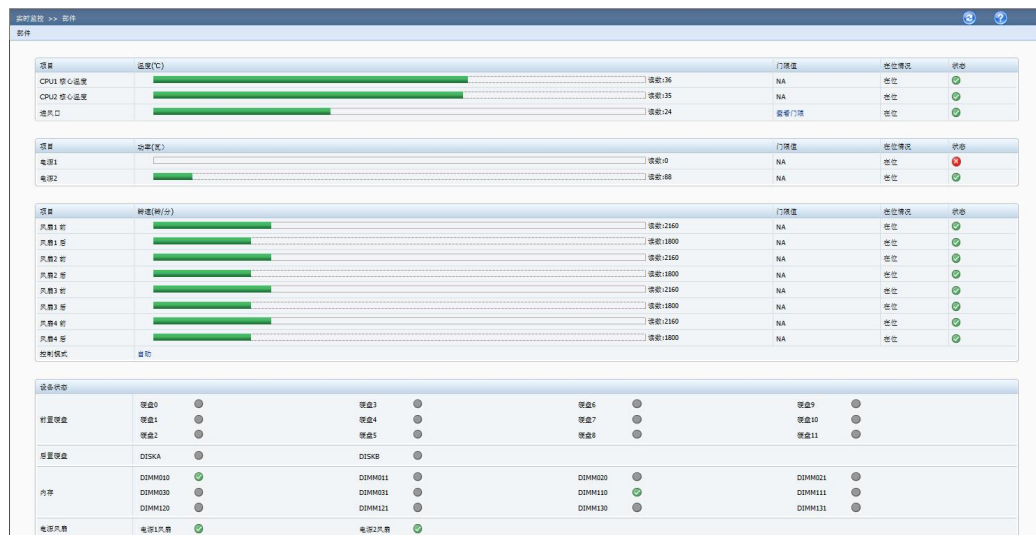 实时监控 >> 部件
部件
项目 温度(℃) 门限值 在位情况 状态
CPU1 核心温度 读数:36 NA 在位
CPU2 核心温度 读数:35 NA 在位
进风口 读数:24 查看门限 在位
项目 功率(瓦) 门限值 在位情况 状态
电源1 读数:0 NA 在位
电源2 读数:88 NA 在位
项目 转速(转/分) 门限值 在位情况 状态
风扇1 前 读数:2160 NA 在位
风扇1 后 读数:1800 NA 在位
风扇2 前 读数:2160 NA 在位
风扇2 后 读数:1800 NA 在位
风扇3 前 读数:2160 NA 在位
风扇3 后 读数:1800 NA 在位
风扇4 前 读数:2160 NA 在位
风扇4 后 读数:1800 NA 在位
控制模式 自动
设备状态
硬盘0 硬盘3 硬盘6 硬盘9
前置硬盘 硬盘1 硬盘4 硬盘7 硬盘10
硬盘2 硬盘5 硬盘8 硬盘11
后置硬盘 DISKA DISKB
DIMM010 DIMM011 DIMM020 DIMM021
内存 DIMM030 DIMM031 DIMM110 DIMM111
DIMM120 DIMM121 DIMM130 DIMM131
电源风扇 电源1风扇 电源2风扇